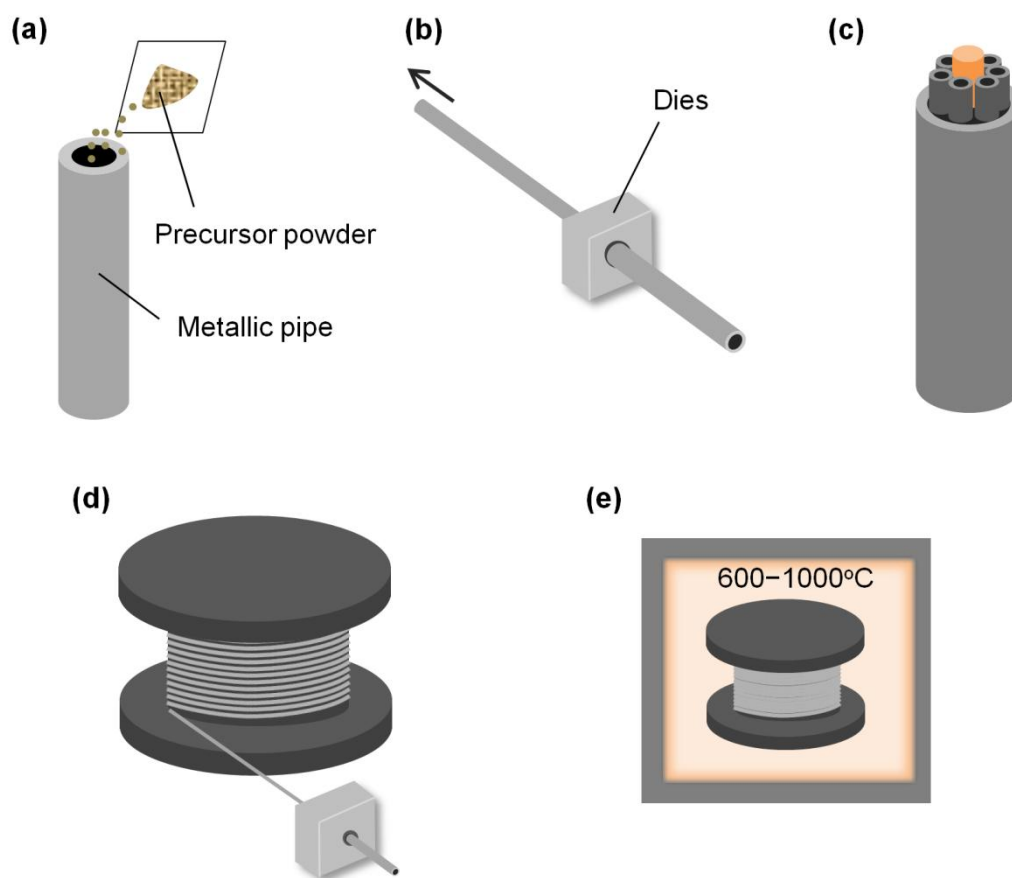 (a)
(b)
(c)
Dies
Precursor powder
Metallic pipe
(d)
(e)
600−1000°C